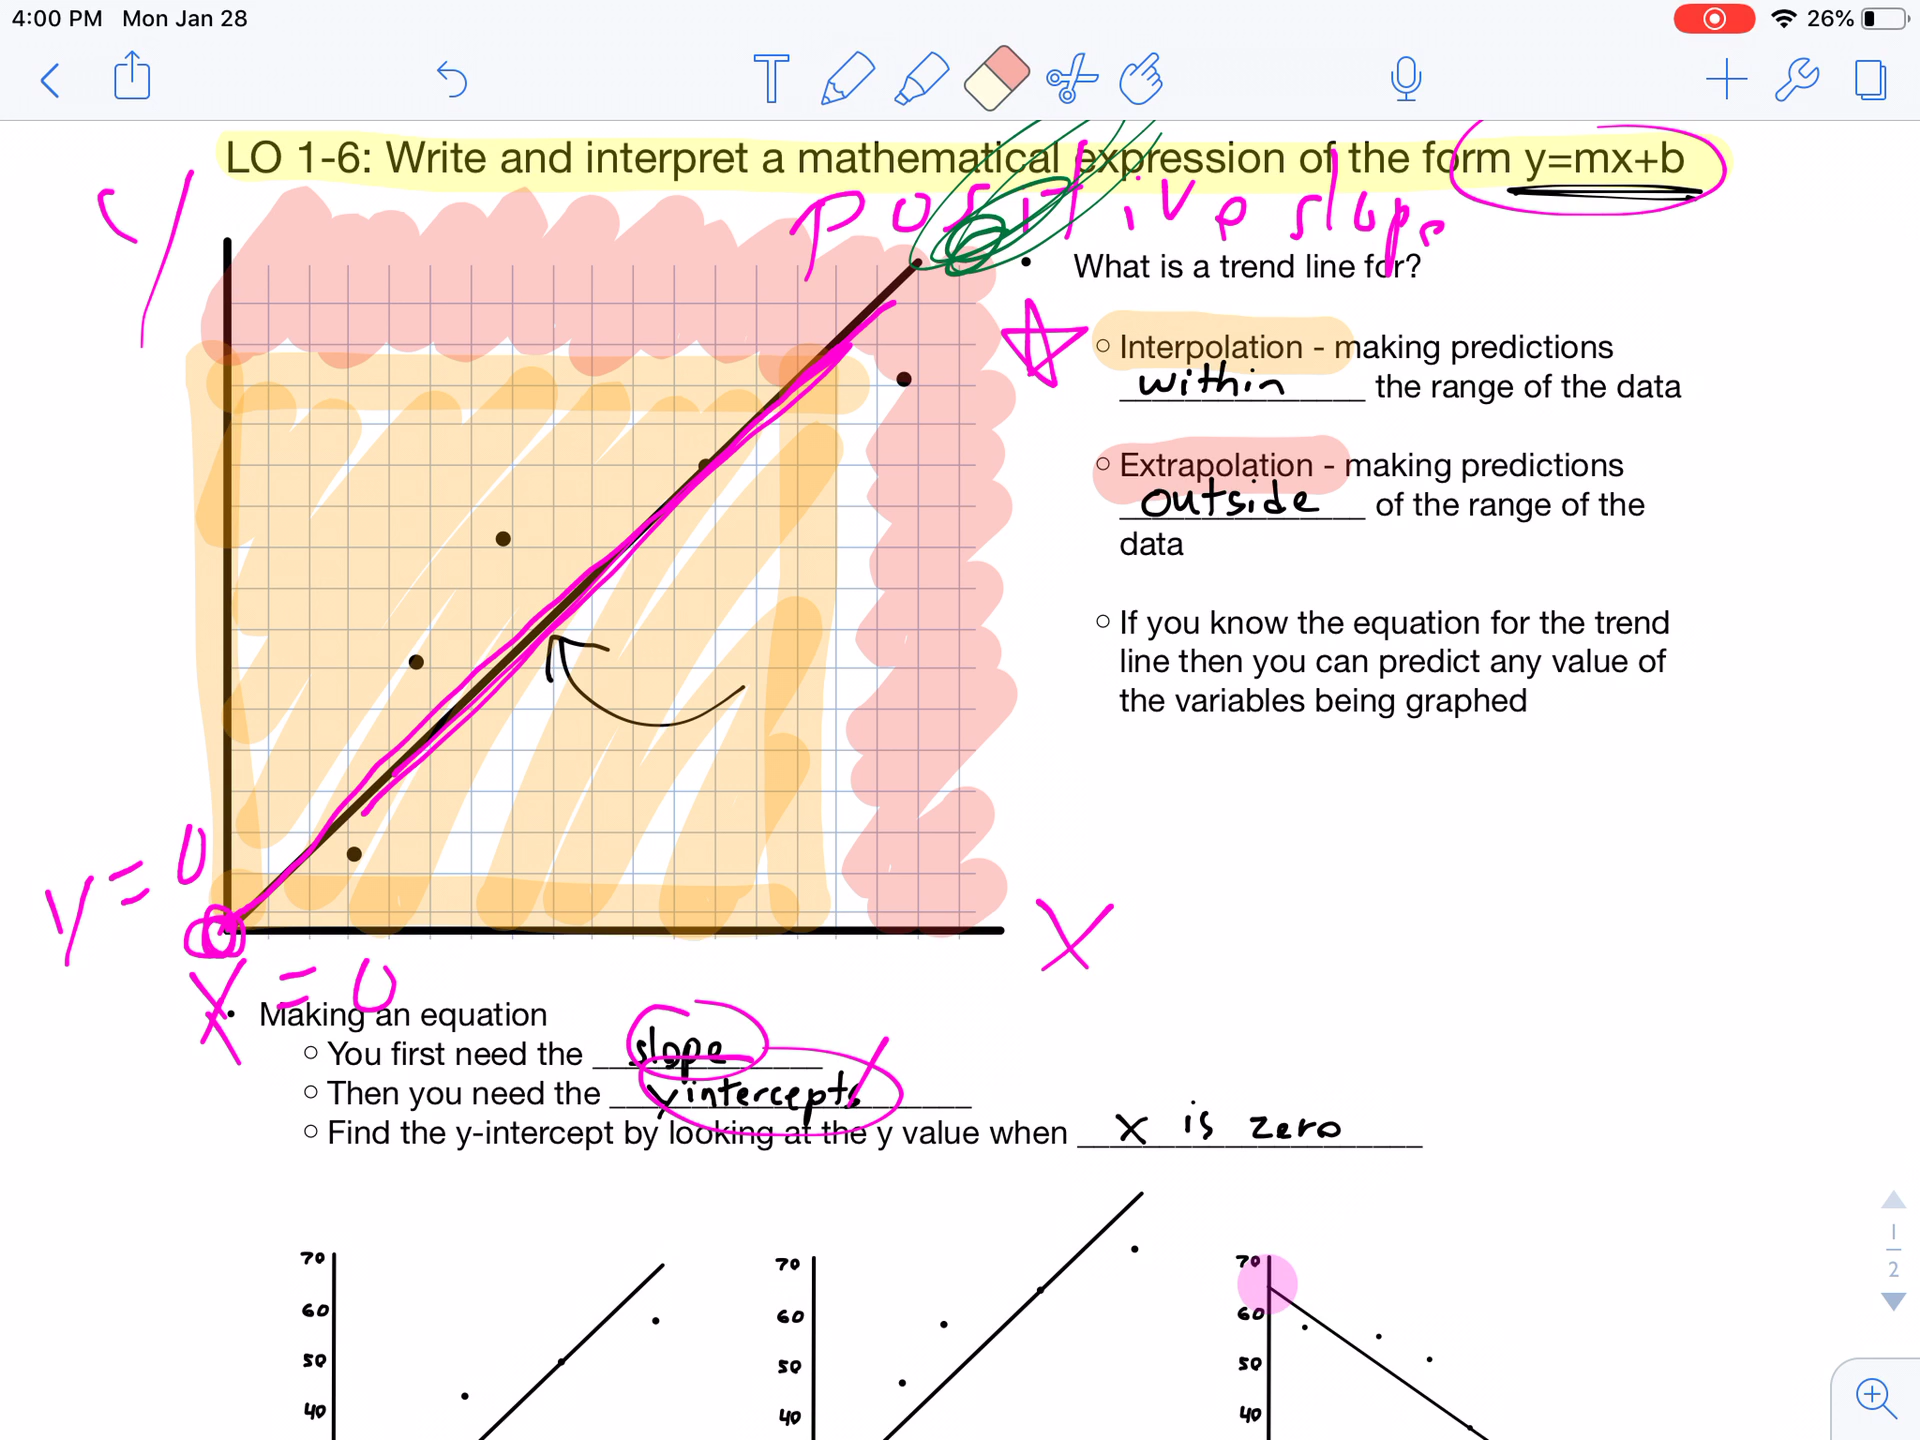 4:00 PM Mon Jan 28
26%
LO 1-6: Write and interpret a mathematical expression of the form y=mx+b
y
positive slope
• What is a trend line for?
○ Interpolation - making predictions
within the range of the data
○ Extrapolation - making predictions
outside of the range of the
data
○ If you know the equation for the trend
line then you can predict any value of
the variables being graphed
y=0
x
x=0
• Making an equation
○ You first need the slope
○ Then you need the y intercept
○ Find the y-intercept by looking at the y value when x is zero
70
60
50
40
70
60
50
40
70
60
50
40
1
2